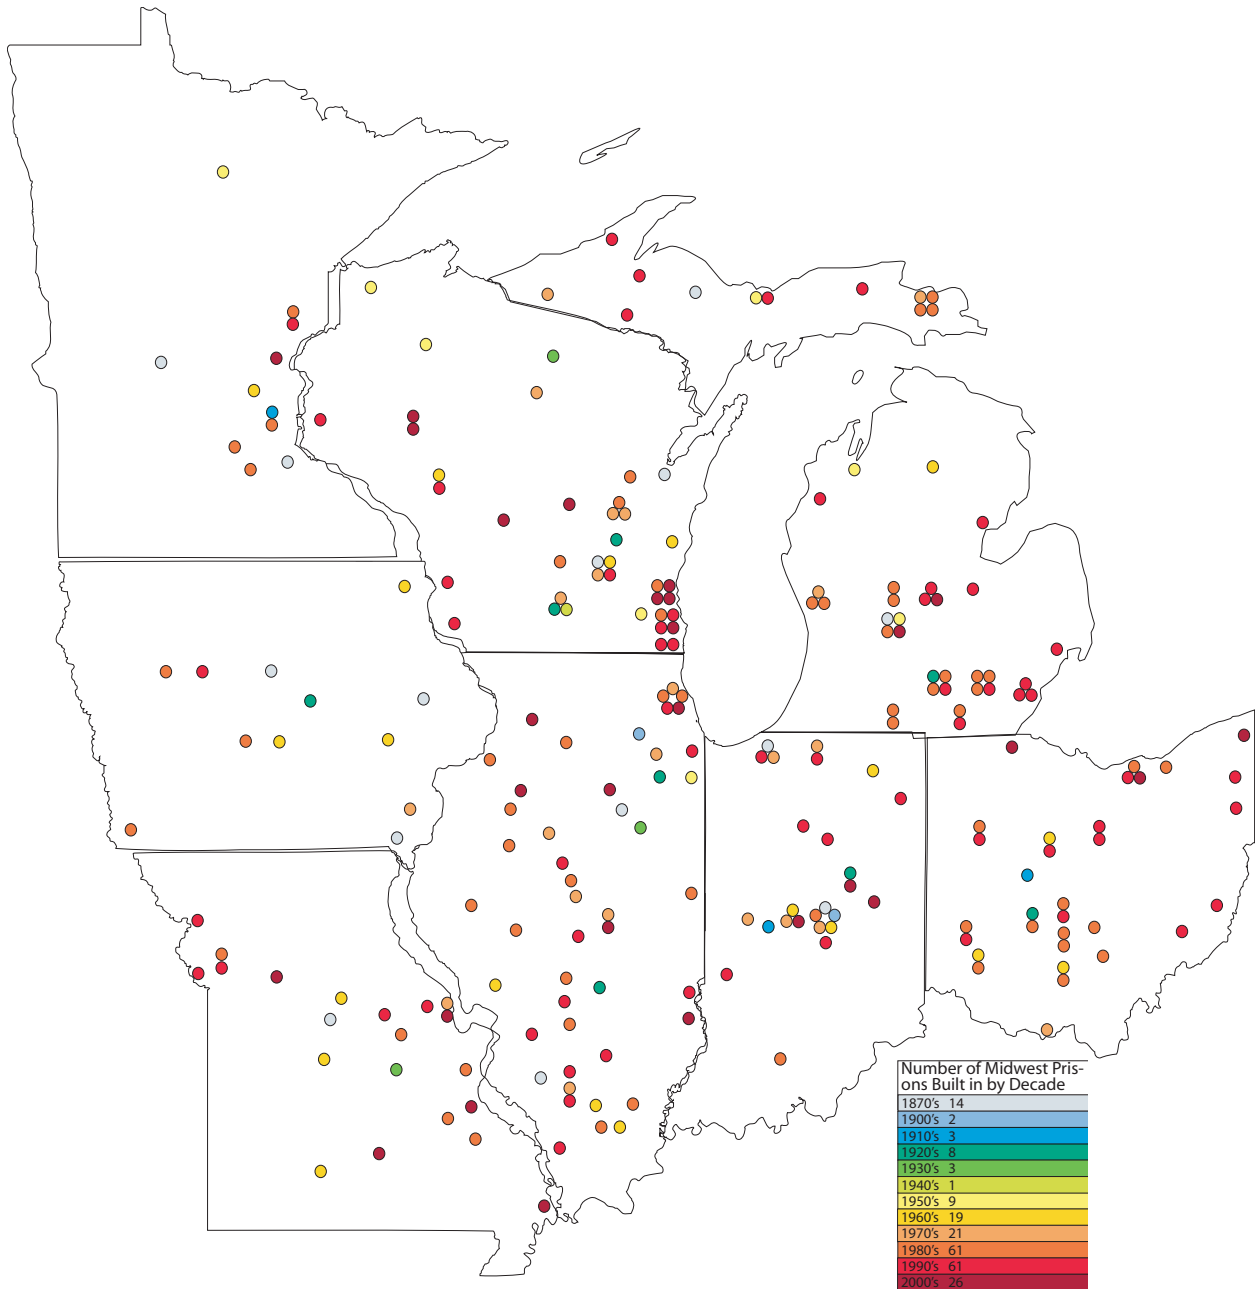 Number of Midwest Pris-
ons Built in by Decade
1870's 14
1900's 2
1910's 3
1920's 8
1930's 3
1940's 1
1950's 9
1960's 19
1970's 21
1980's 61
1990's 61
2000's 26